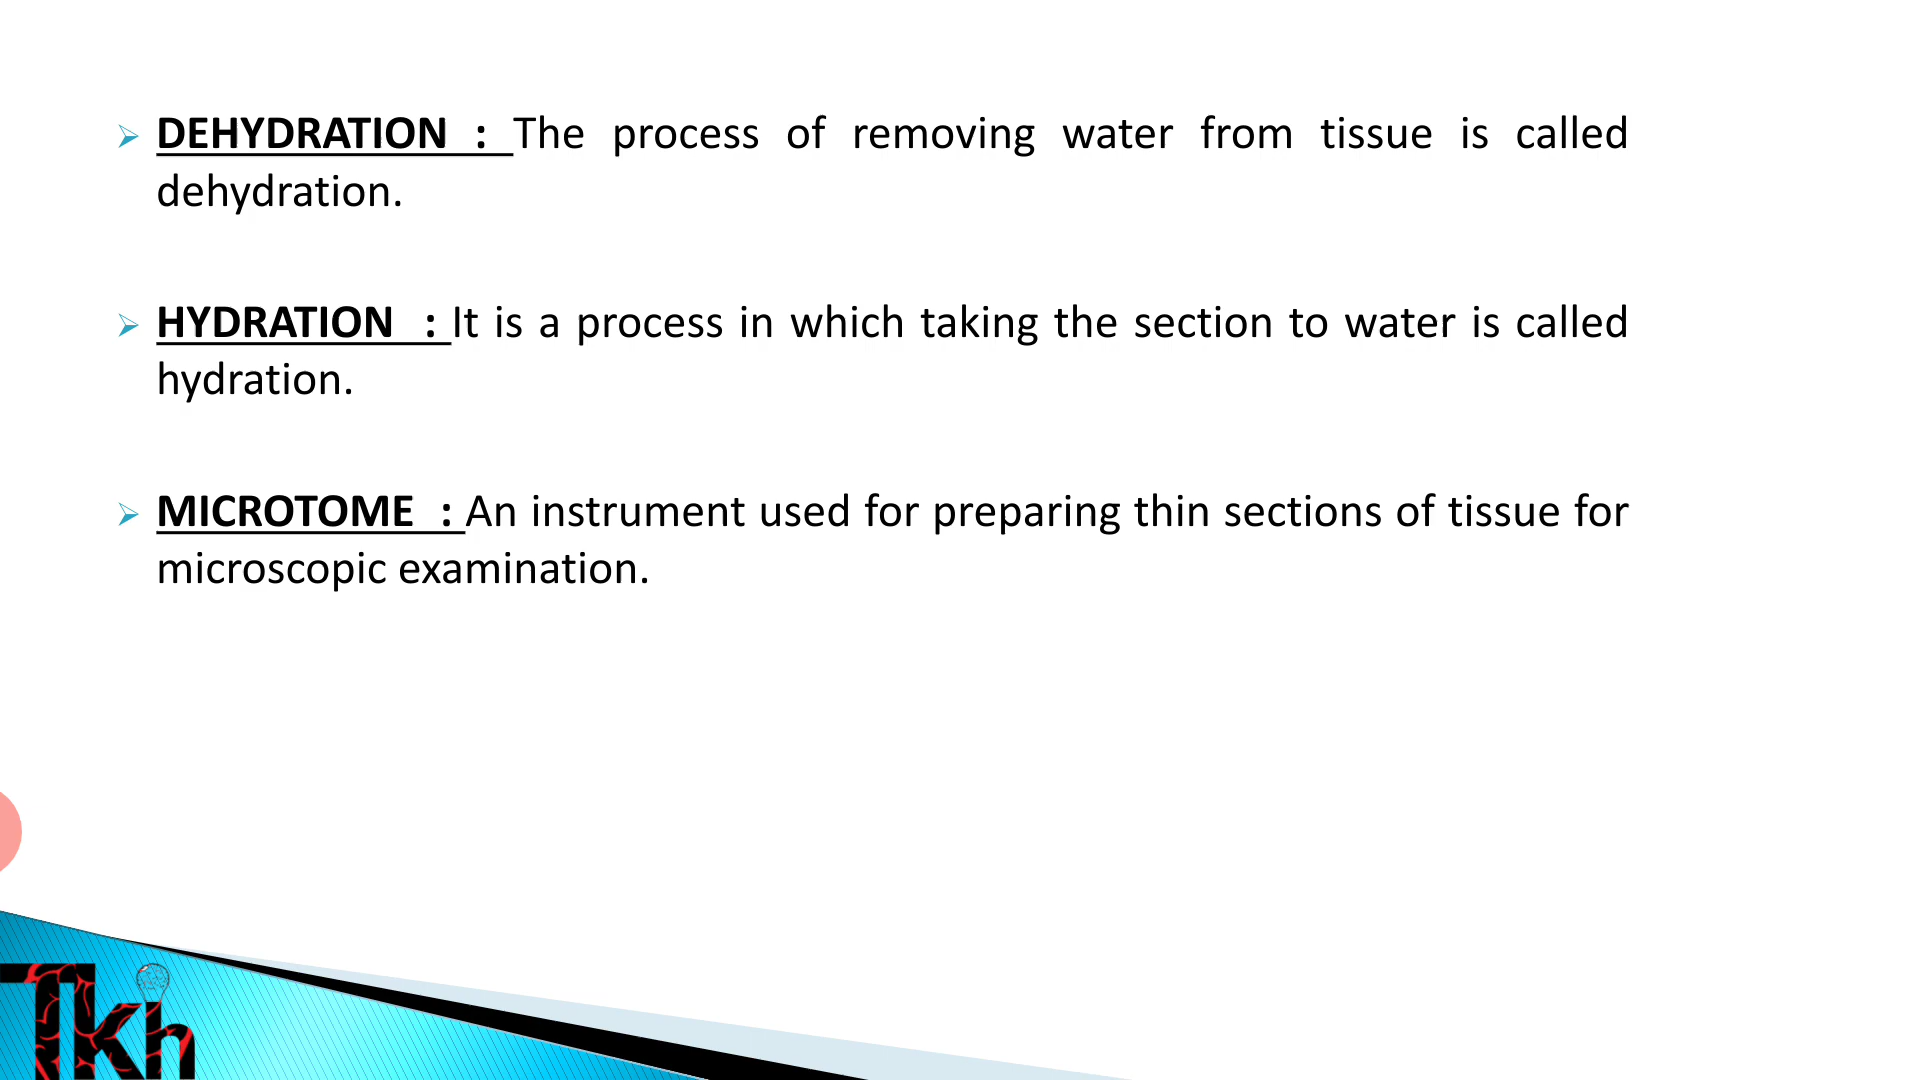 DEHYDRATION : The process of removing water from tissue is called
dehydration.
HYDRATION : It is a process in which taking the section to water is called
hydration.
MICROTOME : An instrument used for preparing thin sections of tissue for
microscopic examination.
Tkh